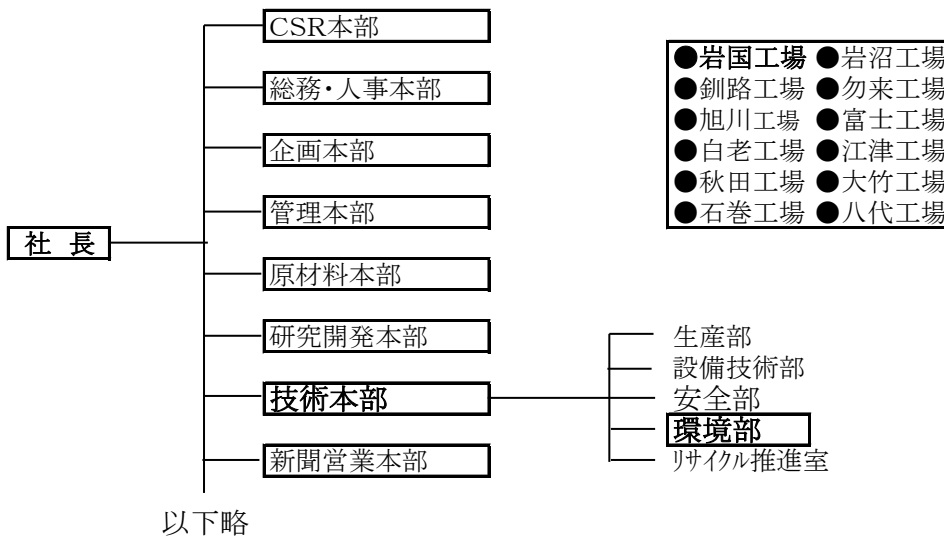 社 長
CSR本部
総務・人事本部
企画本部
管理本部
原材料本部
研究開発本部
技術本部
新聞営業本部
以下略
生産部
設備技術部
安全部
環境部
リサイクル推進室
●岩国工場 ●岩沼工場
●釧路工場 ●勿来工場
●旭川工場 ●富士工場
●白老工場 ●江津工場
●秋田工場 ●大竹工場
●石巻工場 ●八代工場